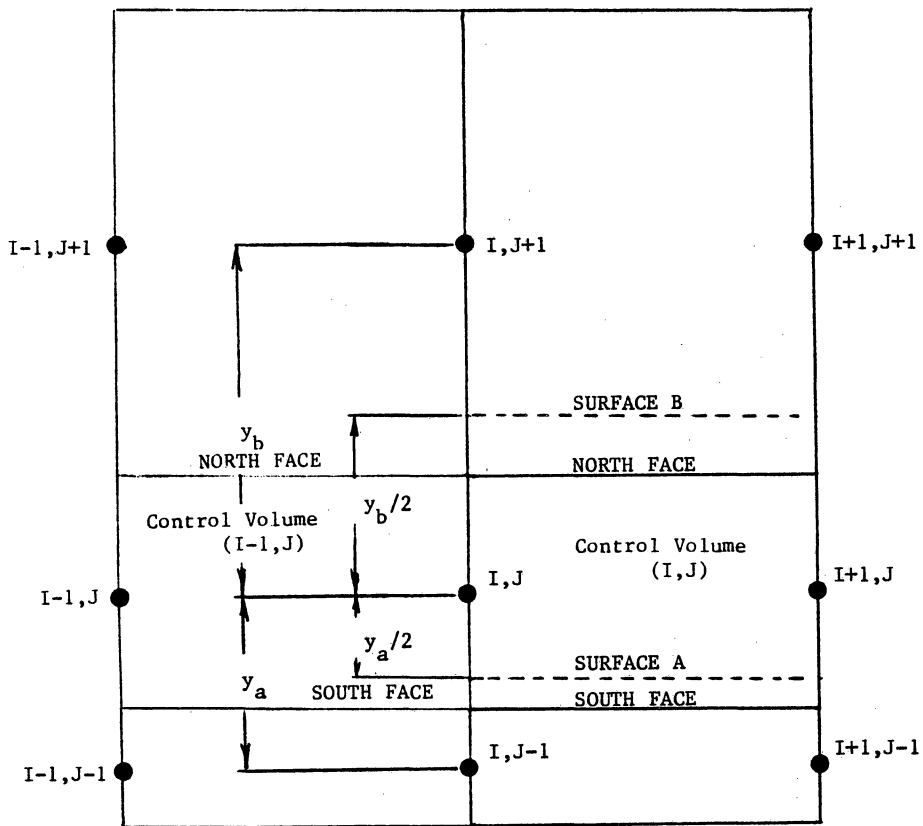 I-1,J+1
I,J+1
I+1,J+1
SURFACE B
y_b
NORTH FACE
NORTH FACE
y_b/2
Control Volume
(I-1,J)
Control Volume
(I,J)
I-1,J
I,J
I+1,J
y_a/2
SURFACE A
y_a
SOUTH FACE
SOUTH FACE
I-1,J-1
I,J-1
I+1,J-1